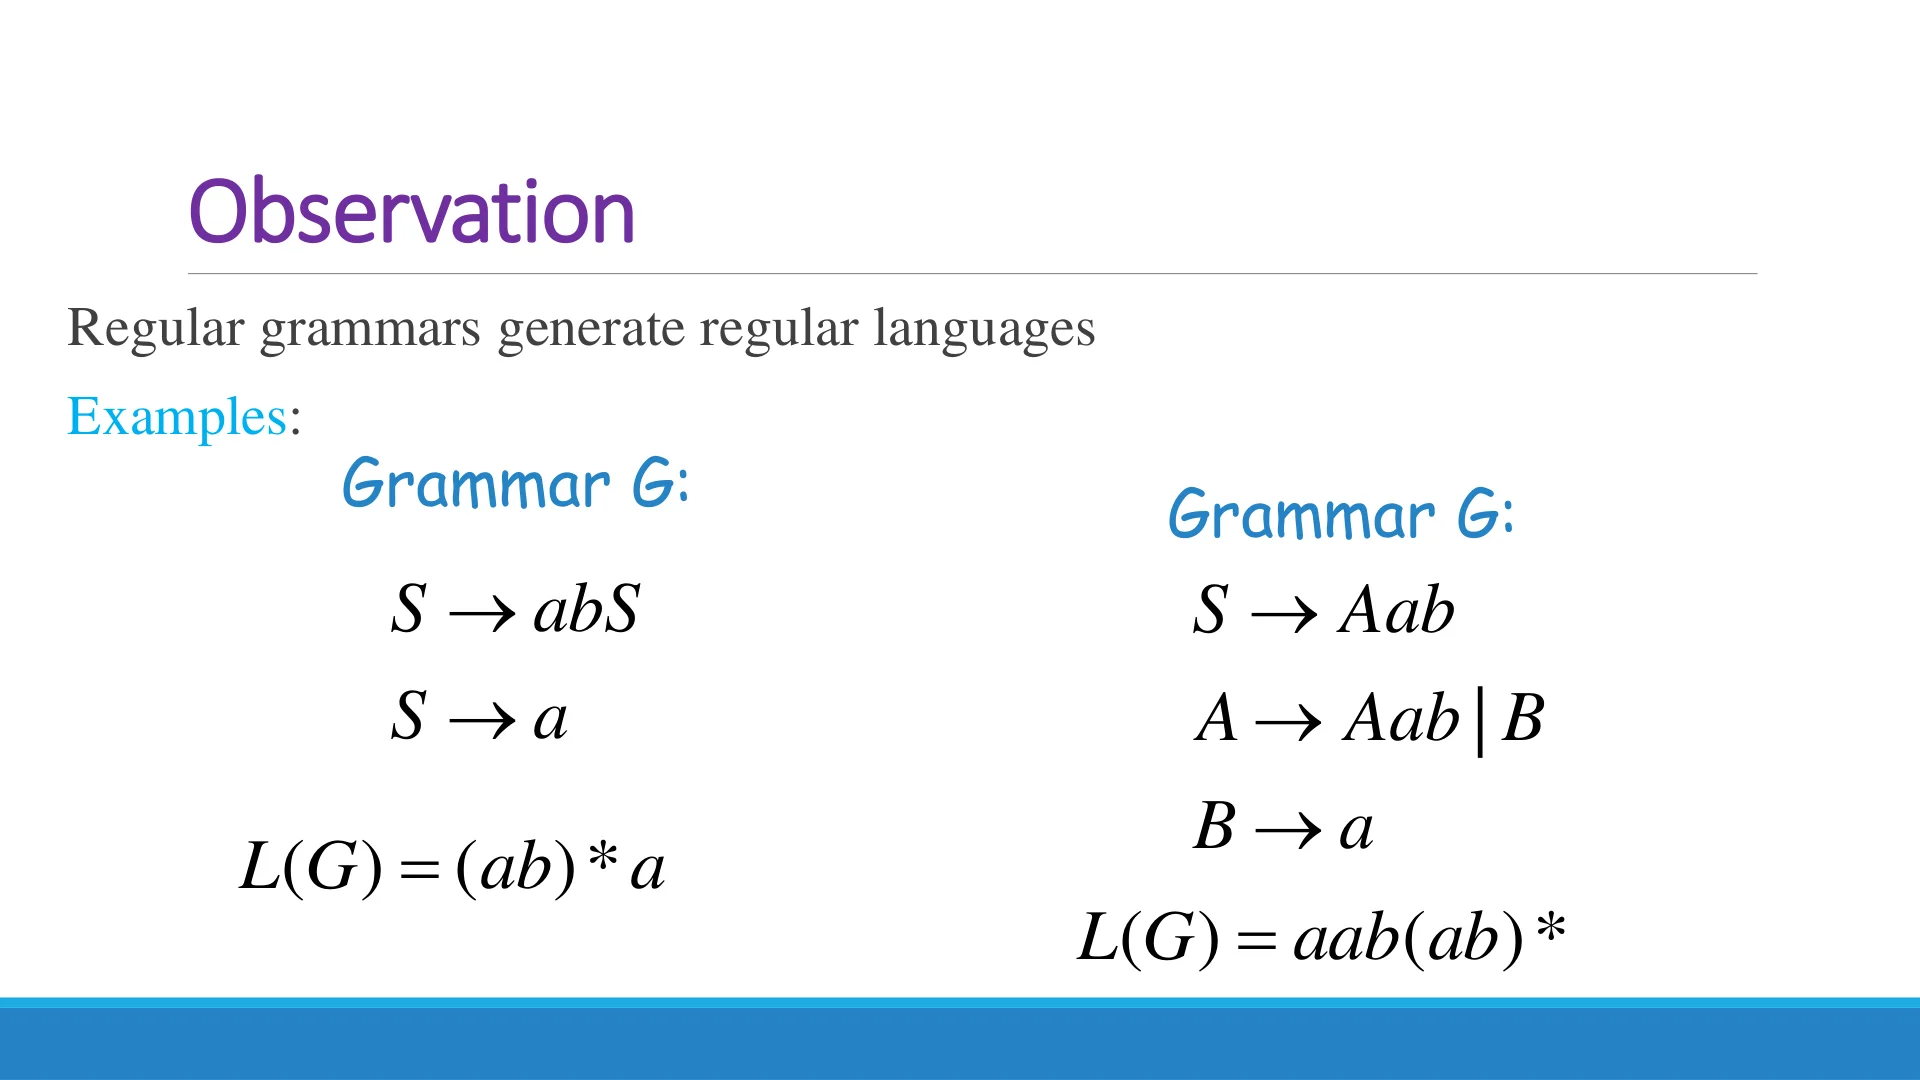 Observation
Regular grammars generate regular languages
Examples:
Grammar G:
S → abS
S → a
L(G) = (ab)* a
Grammar G:
S → Aab
A → Aab | B
B → a
L(G) = aab(ab)*